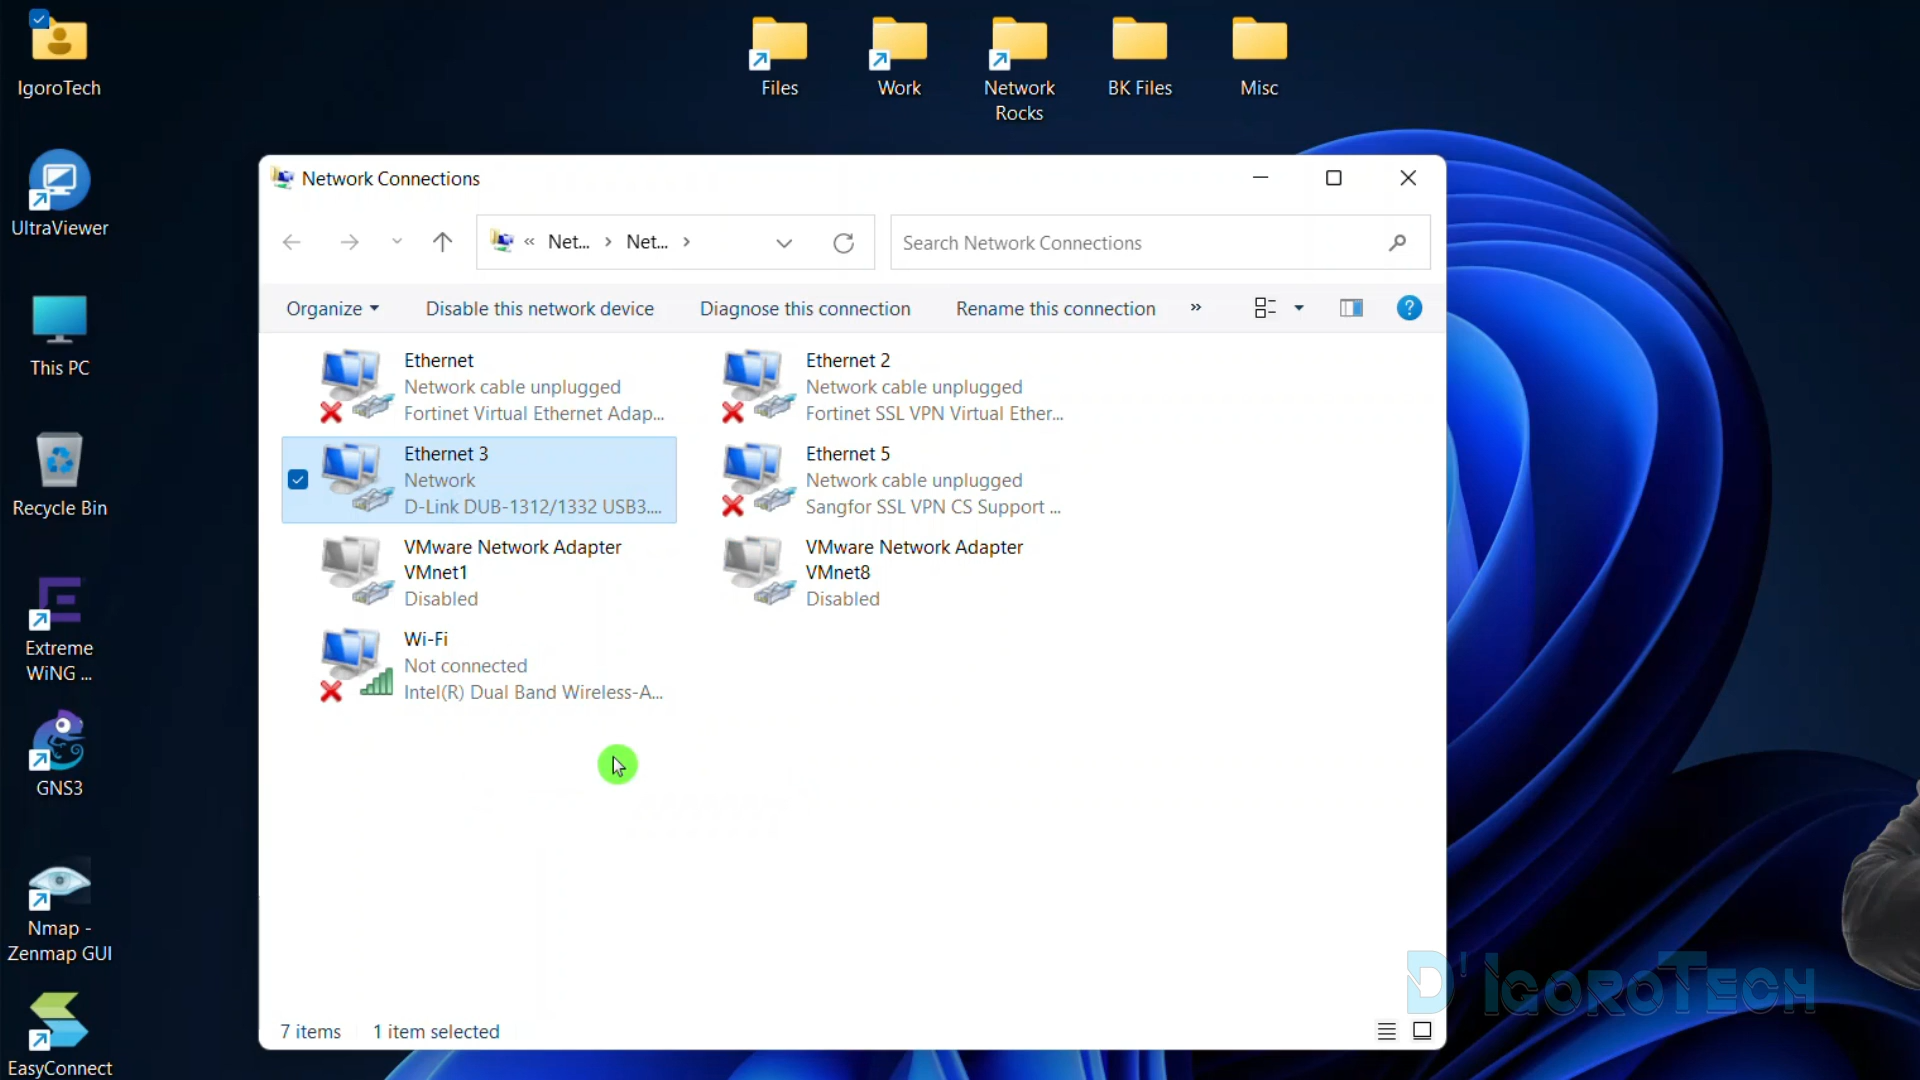 IgoroTech
UltraViewer
This PC
Recycle Bin
Extreme
WiNG ...
GNS3
Nmap -
Zenmap GUI
EasyConnect
Files
Work
Network
Rocks
BK Files
Misc
Network Connections
« Net... › Net... ›
Search Network Connections
Organize
Disable this network device
Diagnose this connection
Rename this connection
»
?
Ethernet
Network cable unplugged
Fortinet Virtual Ethernet Adap...
Ethernet 2
Network cable unplugged
Fortinet SSL VPN Virtual Ether...
Ethernet 3
Network
D-Link DUB-1312/1332 USB3....
Ethernet 5
Network cable unplugged
Sangfor SSL VPN CS Support ...
VMware Network Adapter
VMnet1
Disabled
VMware Network Adapter
VMnet8
Disabled
Wi-Fi
Not connected
Intel(R) Dual Band Wireless-A...
7 items
1 item selected
D' IGOROTECH